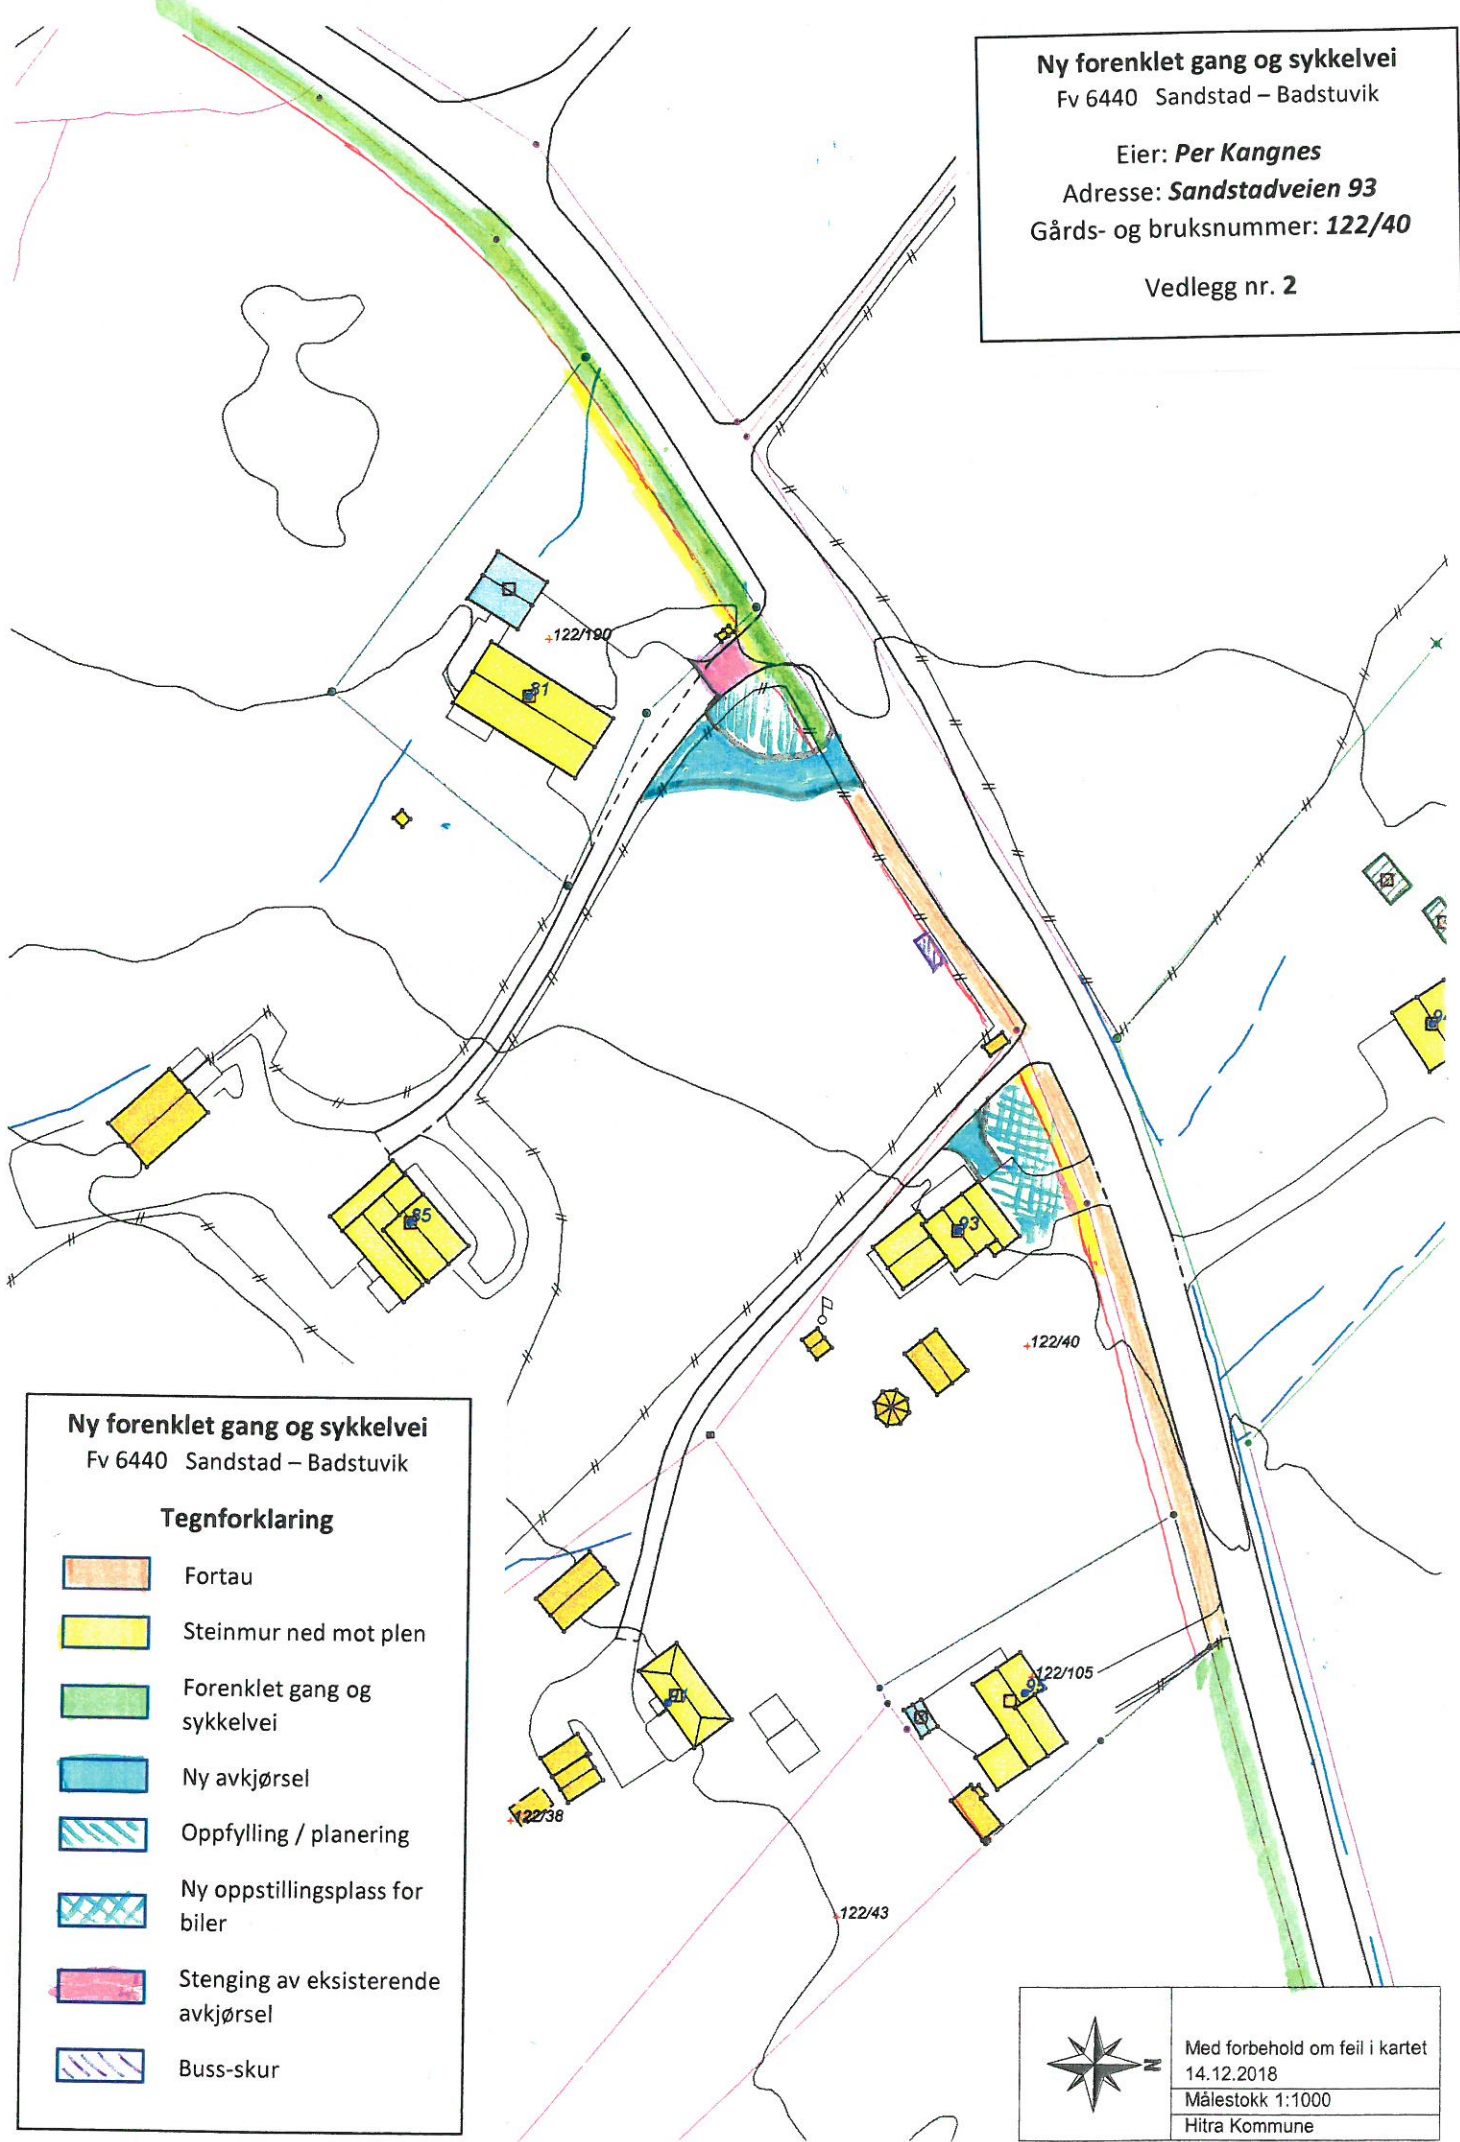 Ny forenklet gang og sykkelvei
Fv 6440 Sandstad – Badstuvik
Eier: Per Kangnes
Adresse: Sandstadveien 93
Gårds- og bruksnummer: 122/40
Vedlegg nr. 2
122/190
81
85
93
122/40
122/105
122/38
122/43
Ny forenklet gang og sykkelvei
Fv 6440 Sandstad – Badstuvik
Tegnforklaring
Fortau
Steinmur ned mot plen
Forenklet gang og
sykkelvei
Ny avkjørsel
Oppfylling / planering
Ny oppstillingsplass for
biler
Stenging av eksisterende
avkjørsel
Buss-skur
N
Med forbehold om feil i kartet
14.12.2018
Målestokk 1:1000
Hitra Kommune